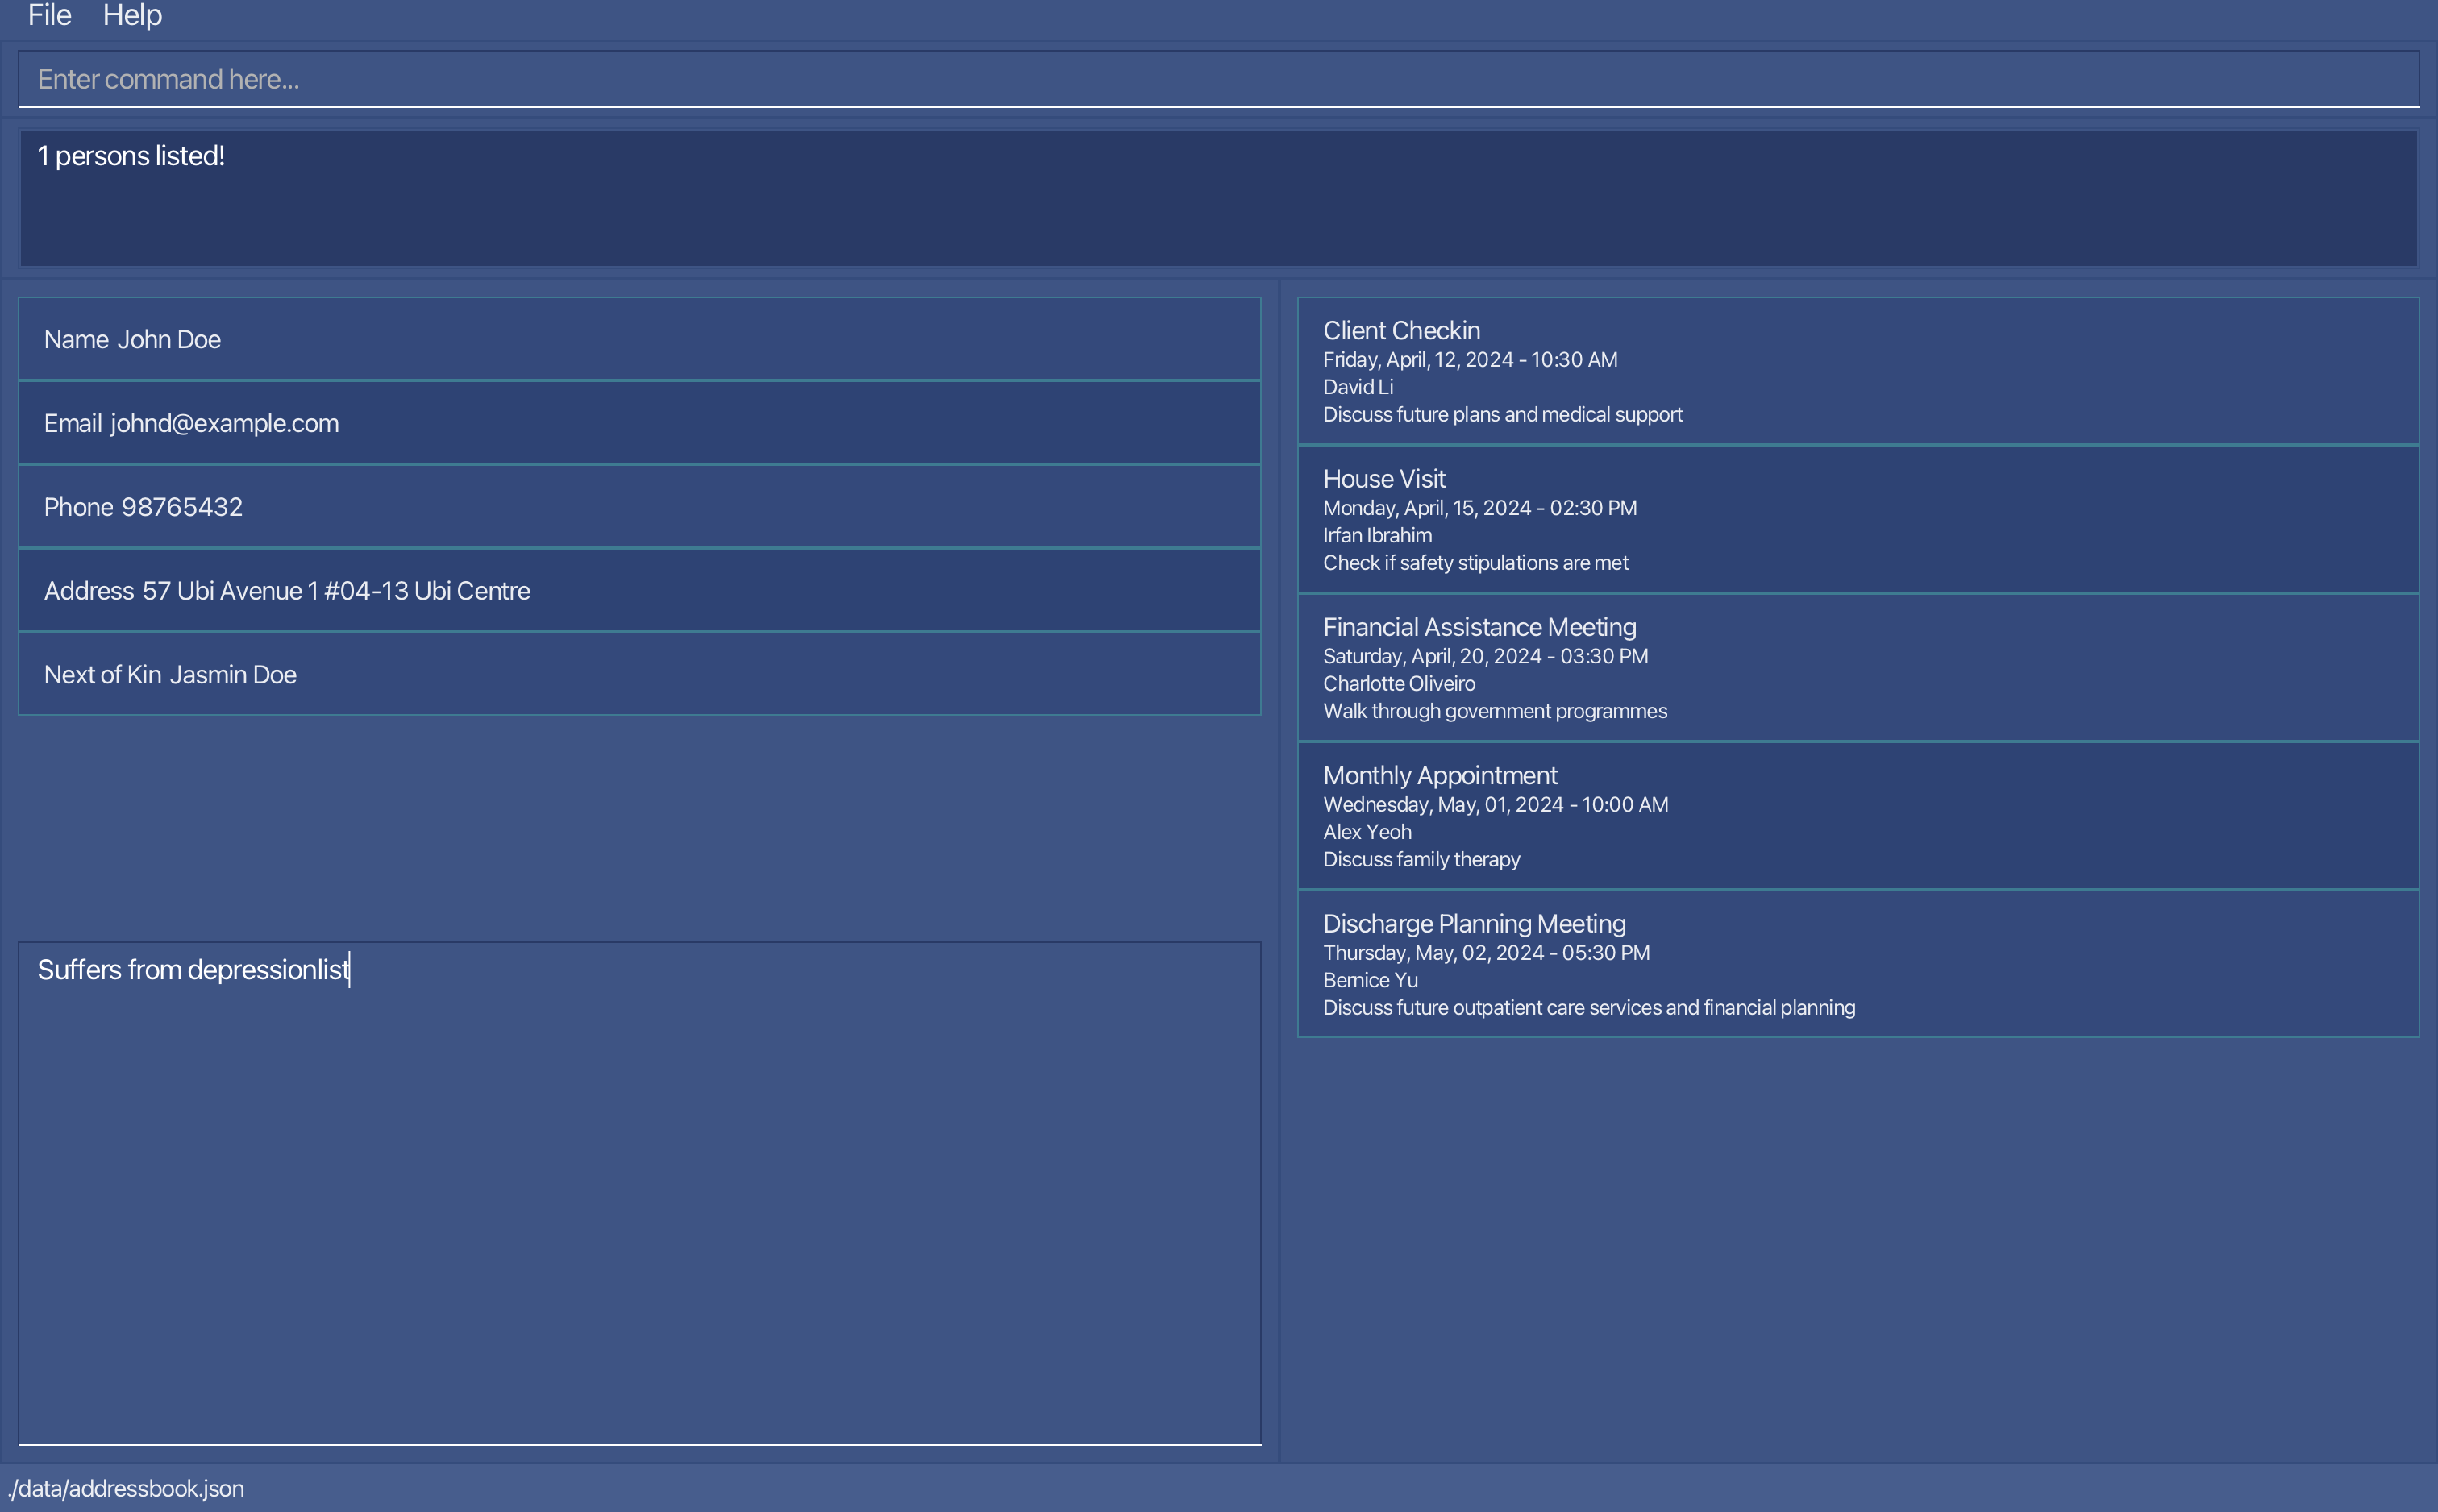 File Help
Enter command here...
1 persons listed!
Name John Doe
Email johnd@example.com
Phone 98765432
Address 57 Ubi Avenue 1 #04-13 Ubi Centre
Next of Kin Jasmin Doe
Suffers from depressionlist
Client Checkin
Friday, April, 12, 2024 - 10:30 AM
David Li
Discuss future plans and medical support
House Visit
Monday, April, 15, 2024 - 02:30 PM
Irfan Ibrahim
Check if safety stipulations are met
Financial Assistance Meeting
Saturday, April, 20, 2024 - 03:30 PM
Charlotte Oliveiro
Walk through government programmes
Monthly Appointment
Wednesday, May, 01, 2024 - 10:00 AM
Alex Yeoh
Discuss family therapy
Discharge Planning Meeting
Thursday, May, 02, 2024 - 05:30 PM
Bernice Yu
Discuss future outpatient care services and financial planning
./data/addressbook.json